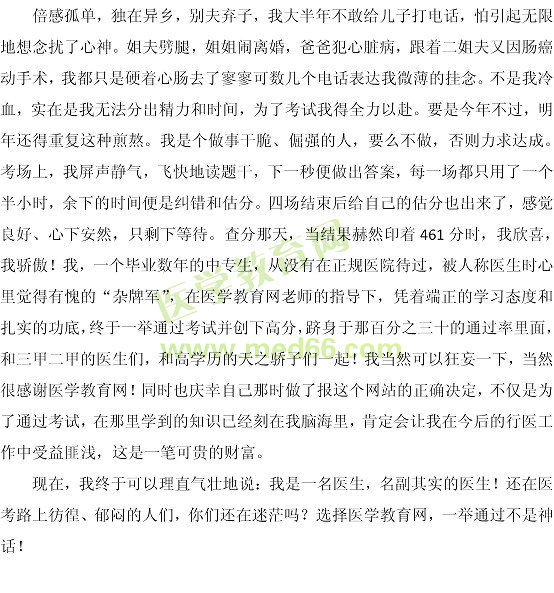 倍感孤单，独在异乡，别夫弃子，我大半年不敢给儿子打电话，怕引起无限
地想念扰了心神。姐夫劈腿，姐姐闹离婚，爸爸犯心脏病，跟着二姐夫又因肠癌
动手术，我都只是硬着心肠去了寥寥可数几个电话表达我微薄的挂念。不是我冷
血，实在是我无法分出精力和时间，为了考试我得全力以赴。要是今年不过，明
年还得重复这种煎熬。我是个做事干脆、倔强的人，要么不做，否则力求达成。
考场上，我屏声静气，飞快地读题干，下一秒便做出答案，每一场都只用了一个
半小时，余下的时间便是纠错和估分。四场结束后给自己的估分也出来了，感觉
良好、心下安然，只剩下等待。查分那天，当结果赫然印着 461 分时，我欣喜，
我骄傲！我，一个毕业数年的中专生，从没有在正规医院待过，被人称医生时心
里觉得有愧的“杂牌军”，在医学教育网老师的指导下，凭着端正的学习态度和
扎实的功底，终于一举通过考试并创下高分，跻身于那百分之三十的通过率里面，
和三甲二甲的医生们，和高学历的天之骄子们一起！我当然可以狂妄一下，当然
很感谢医学教育网！同时也庆幸自己那时做了报这个网站的正确决定，不仅是为
了通过考试，在那里学到的知识已经刻在我脑海里，肯定会让我在今后的行医工
作中受益匪浅，这是一笔可贵的财富。
现在，我终于可以理直气壮地说：我是一名医生，名副其实的医生！还在医
考路上彷徨、郁闷的人们，你们还在迷茫吗？选择医学教育网，一举通过不是神
话！
医学教育网
www.med66.com